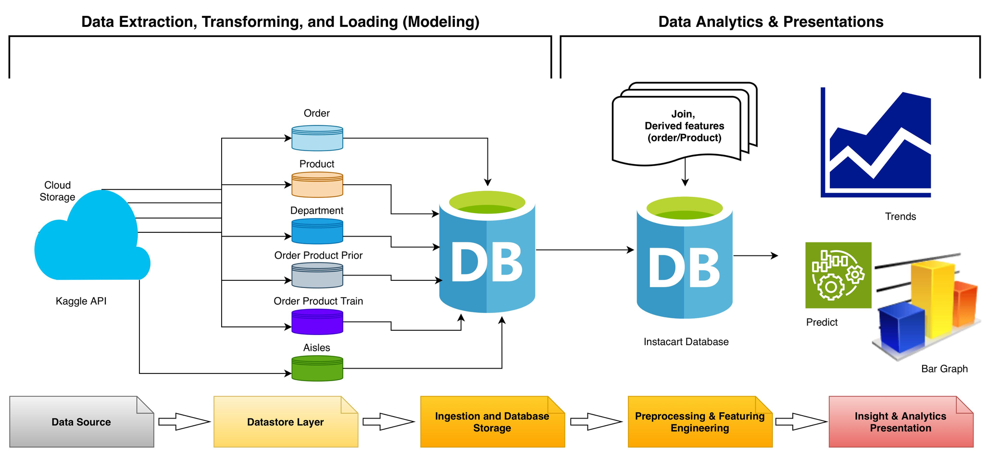 Data Extraction, Transforming, and Loading (Modeling)
Data Analytics & Presentations
Cloud
Storage
Kaggle API
Order
Product
Department
Order Product Prior
Order Product Train
Aisles
DB
Join,
Derived features
(order/Product)
DB
Instacart Database
Trends
Predict
Bar Graph
Data Source
Datastore Layer
Ingestion and Database
Storage
Preprocessing & Featuring
Engineering
Insight & Analytics
Presentation